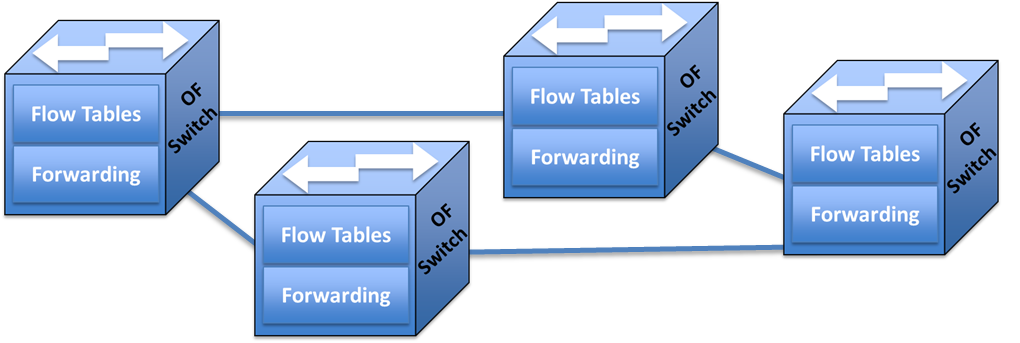 Flow Tables
Forwarding
OF
Switch
Flow Tables
Forwarding
OF
Switch
Flow Tables
Forwarding
OF
Switch
Flow Tables
Forwarding
OF
Switch